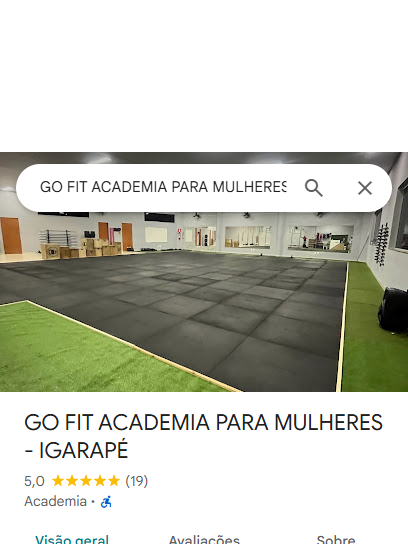 GO FIT ACADEMIA PARA MULHERES
GO FIT ACADEMIA PARA MULHERES
- IGARAPÉ
5,0 ★★★★★ (19)
Academia ·
Visão geral
Avaliações
Sobre